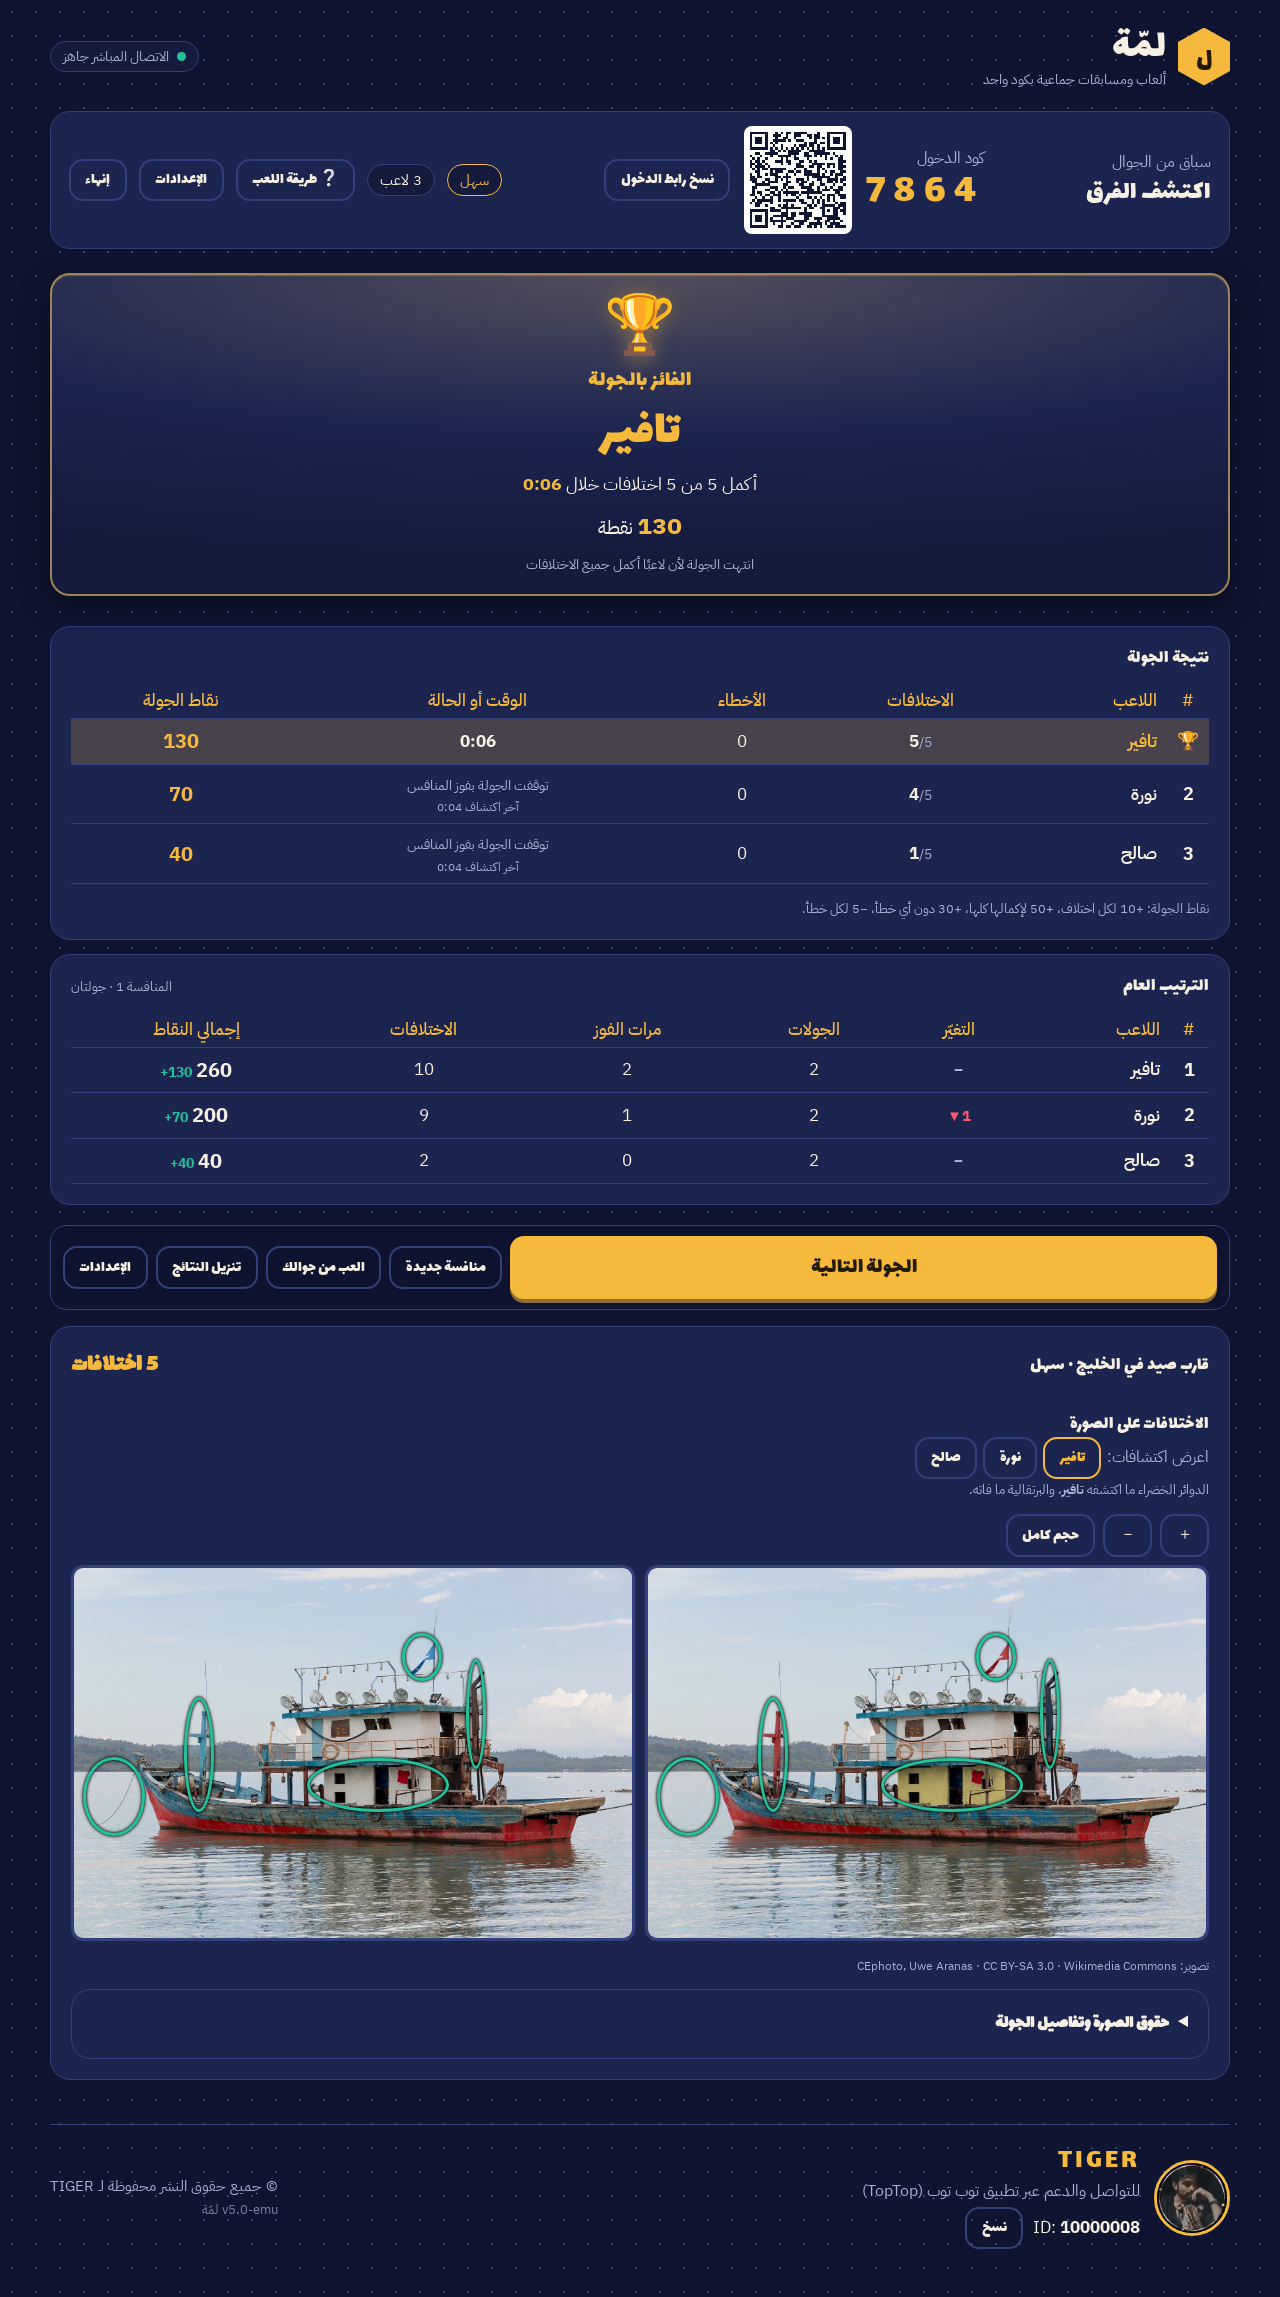 ل
لمّة
ألعاب ومسابقات جماعية بكود واحد
الاتصال المباشر جاهز
سباق من الجوال
اكتشف الفرق
كود الدخول
7864
نسخ رابط الدخول
سهل
3 لاعب
❔ طريقة اللعب
الإعدادات
إنهاء
الفائز بالجولة
تافير
أكمل 5 من 5 اختلافات خلال 0:06
130 نقطة
انتهت الجولة لأن لاعبًا أكمل جميع الاختلافات
نتيجة الجولة
# اللاعب الاختلافات الأخطاء الوقت أو الحالة نقاط الجولة
🏆 تافير 5/5 0 0:06 130
2 نورة 4/5 0 توقفت الجولة بفوز المنافس آخر اكتشاف 0:04 70
3 صالح 1/5 0 توقفت الجولة بفوز المنافس آخر اكتشاف 0:04 40
نقاط الجولة: +10 لكل اختلاف، +50 لإكمالها كلها، +30 دون أي خطأ، −5 لكل خطأ.
الترتيب العام
المنافسة 1 · جولتان
# اللاعب التغيّر الجولات مرات الفوز الاختلافات إجمالي النقاط
1 تافير – 2 2 10 260 +130
2 نورة ▼1 2 1 9 200 +70
3 صالح – 2 0 2 40 +40
الجولة التالية
منافسة جديدة
العب من جوالك
تنزيل النتائج
الإعدادات
قارب صيد في الخليج · سهل
5 اختلافات
الاختلافات على الصورة
اعرض اكتشافات: تافير نورة صالح
الدوائر الخضراء ما اكتشفه تافير، والبرتقالية ما فاته.
+ − حجم كامل
تصوير: CEphoto, Uwe Aranas · CC BY-SA 3.0 · Wikimedia Commons
◀ حقوق الصورة وتفاصيل الجولة
TIGER
للتواصل والدعم عبر تطبيق توب توب (TopTop)
ID: 10000008 نسخ
© جميع حقوق النشر محفوظة لـ TIGER
لمّة v5.0-emu